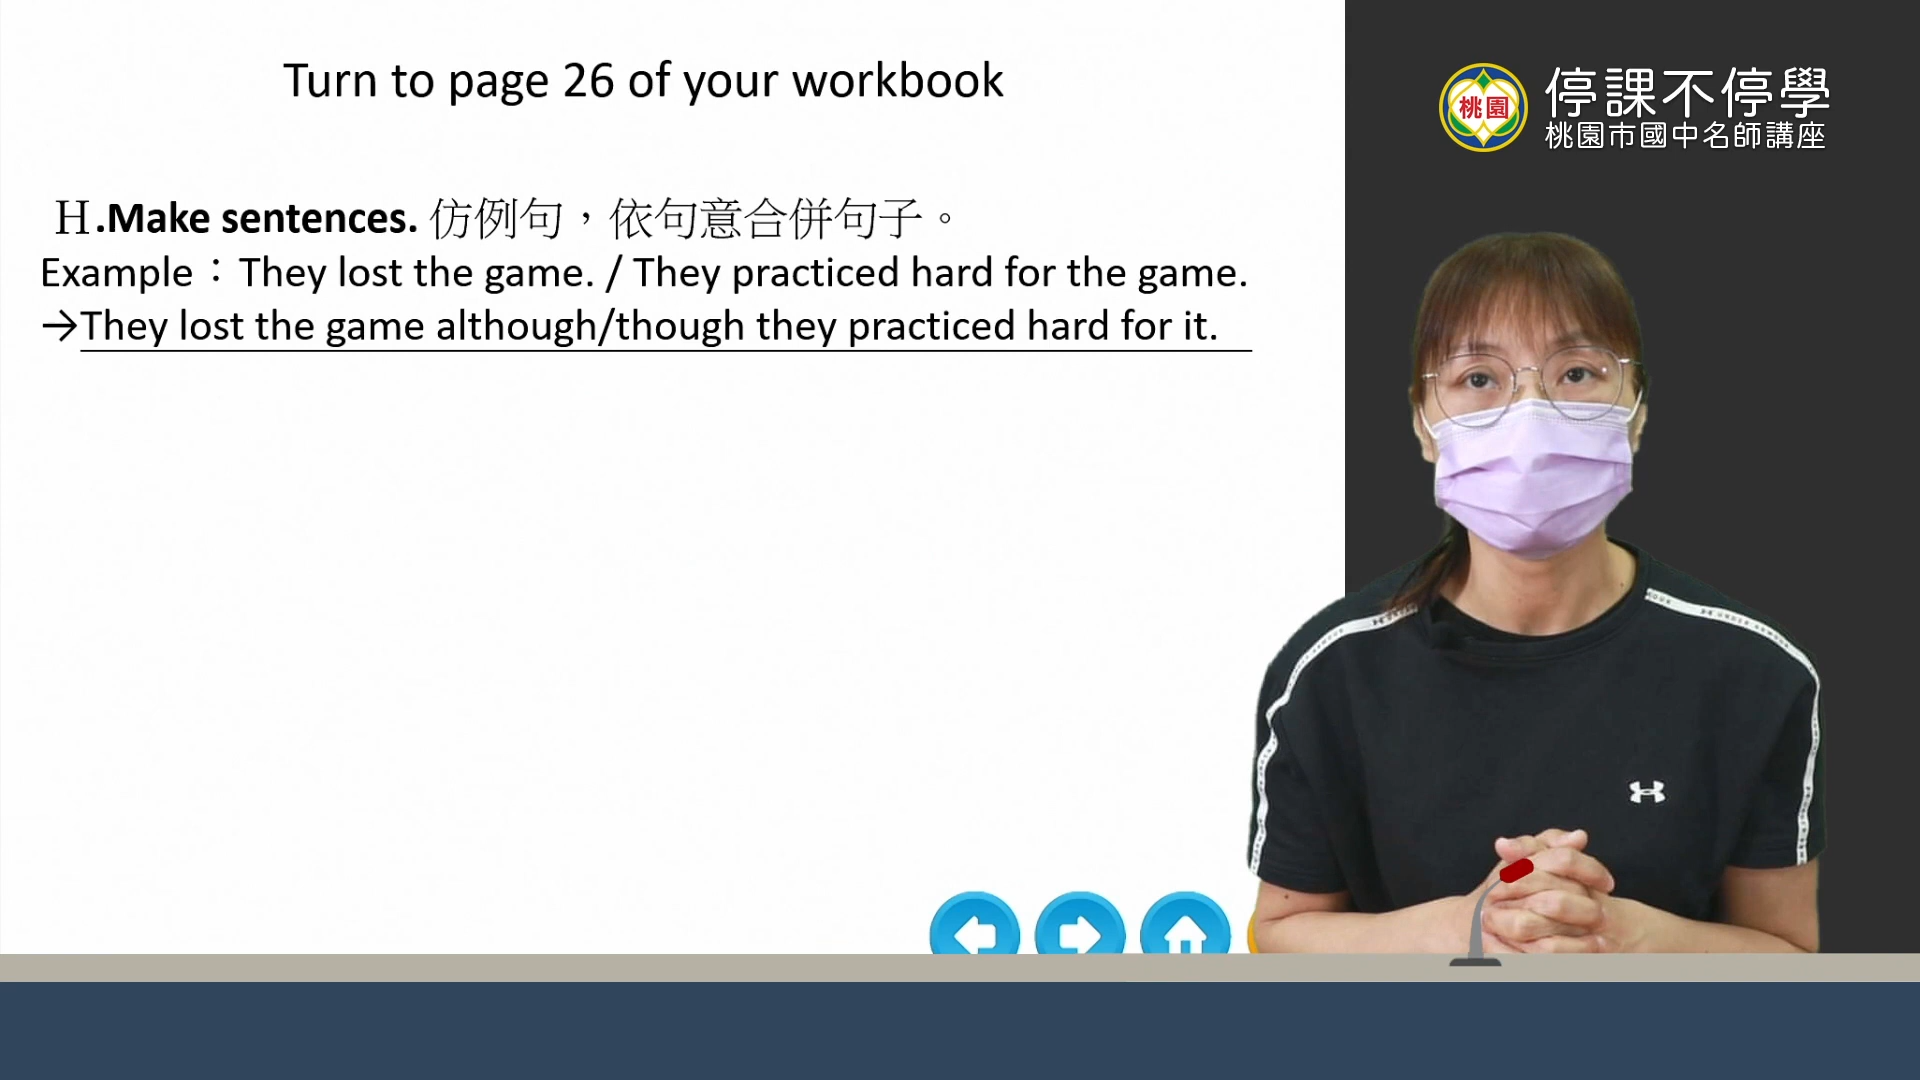 Turn to page 26 of your workbook
H.Make sentences. 仿例句，依句意合併句子。
Example：They lost the game. / They practiced hard for the game.
→They lost the game although/though they practiced hard for it.
桃園
停課不停學
桃園市國中名師講座